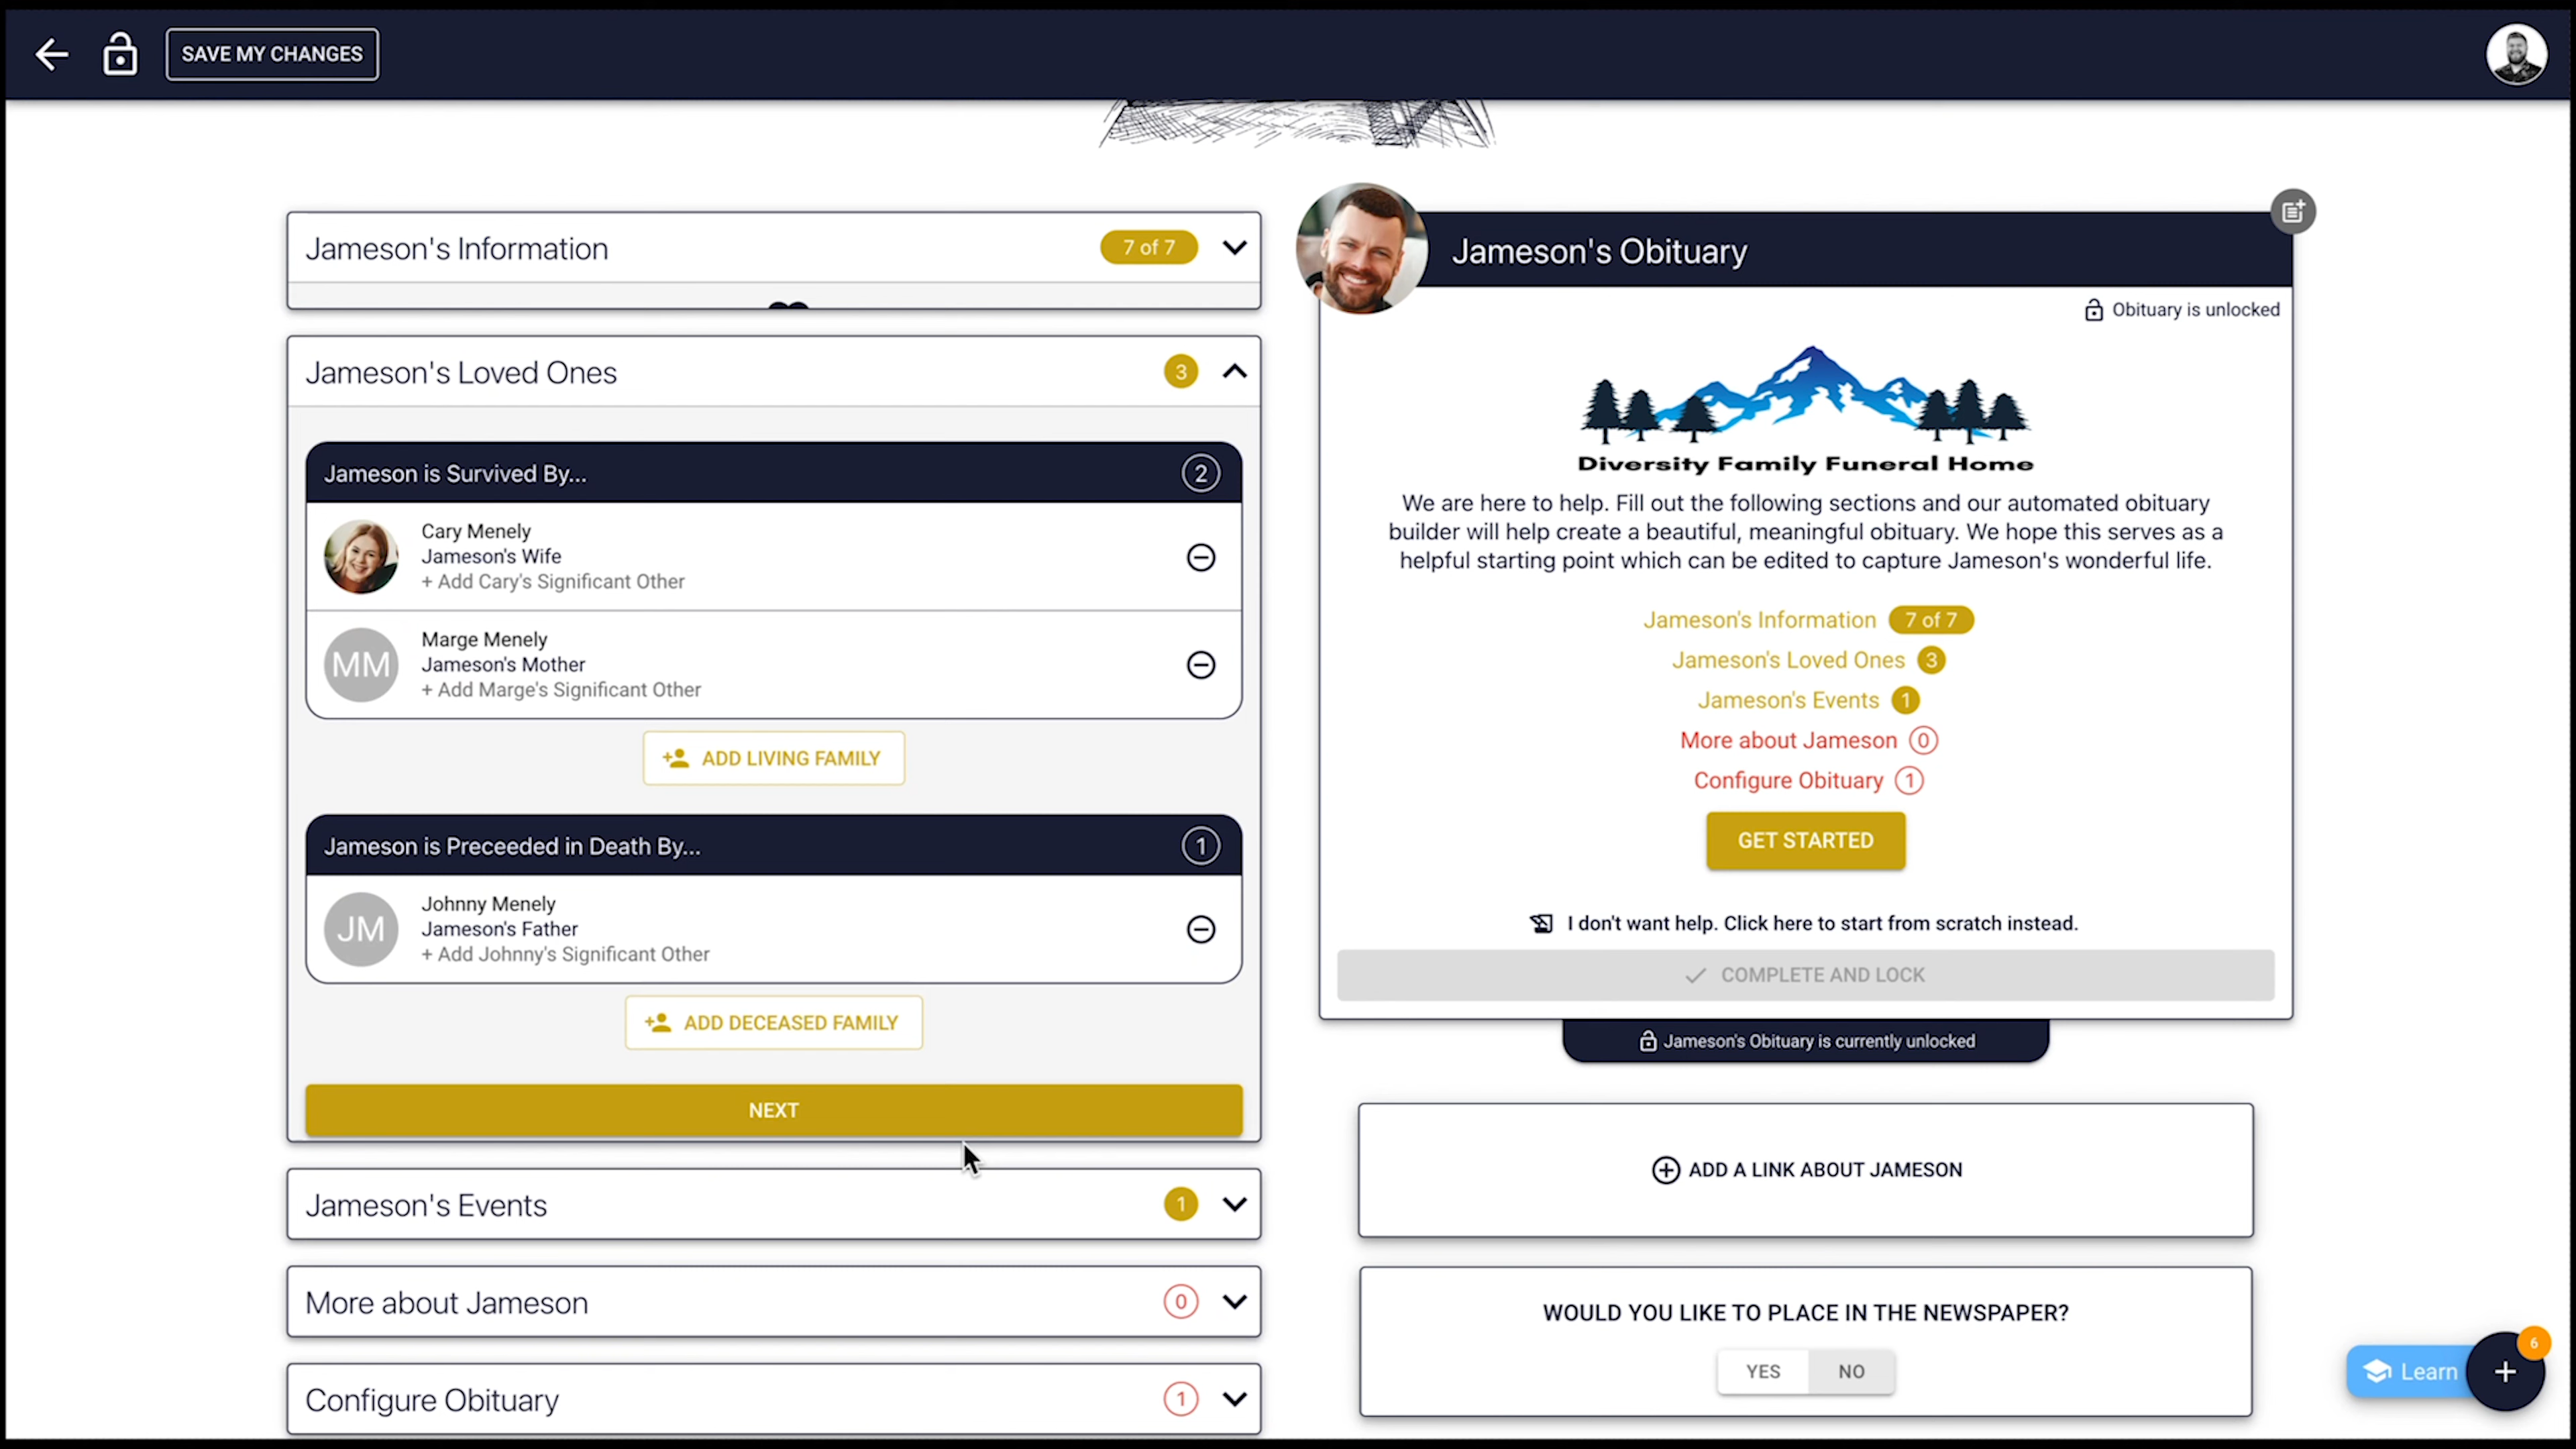 SAVE MY CHANGES
Jameson's Information
7 of 7
Jameson's Loved Ones
3
Jameson is Survived By...
2
Cary Menely
Jameson's Wife
+ Add Cary's Significant Other
MM
Marge Menely
Jameson's Mother
+ Add Marge's Significant Other
ADD LIVING FAMILY
Jameson is Preceeded in Death By...
1
JM
Johnny Menely
Jameson's Father
+ Add Johnny's Significant Other
ADD DECEASED FAMILY
NEXT
Jameson's Events
1
More about Jameson
0
Configure Obituary
1
Jameson's Obituary
Obituary is unlocked
Diversity Family Funeral Home
We are here to help. Fill out the following sections and our automated obituary
builder will help create a beautiful, meaningful obituary. We hope this serves as a
helpful starting point which can be edited to capture Jameson's wonderful life.
Jameson's Information 7 of 7
Jameson's Loved Ones 3
Jameson's Events 1
More about Jameson 0
Configure Obituary 1
GET STARTED
I don't want help. Click here to start from scratch instead.
COMPLETE AND LOCK
Jameson's Obituary is currently unlocked
ADD A LINK ABOUT JAMESON
WOULD YOU LIKE TO PLACE IN THE NEWSPAPER?
YES NO
Learn
6